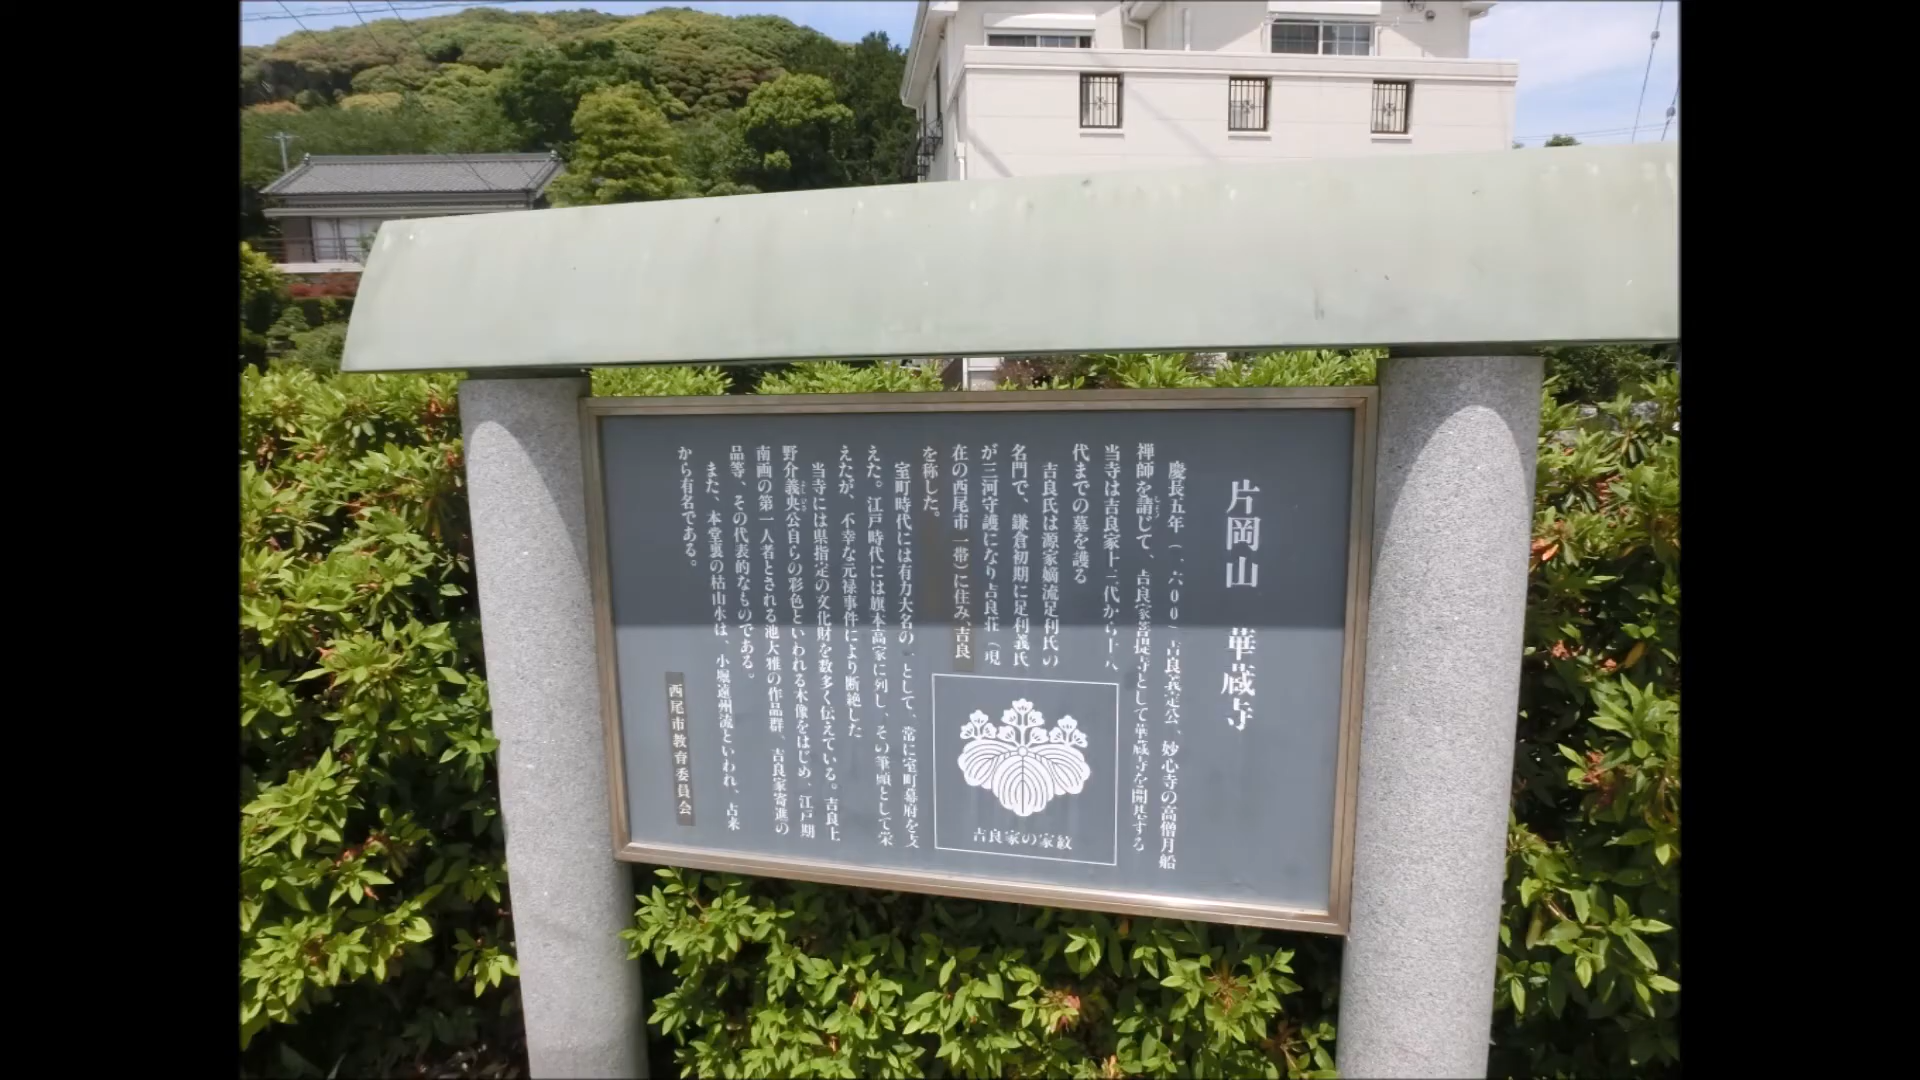 片岡山　華蔵寺
慶長五年（一六〇〇）吉良義定公、妙心寺の高僧月船
禅師を請じて、吉良家菩提寺として華蔵寺を開基する
当寺は吉良家十三代から十八
代までの墓を護る
吉良氏は源家嫡流足利氏の
名門で、鎌倉初期に足利義氏
が三河守護になり吉良荘（現
在の西尾市一帯）に住み、吉良
を称した。
室町時代には有力大名の一として、常に室町幕府を支
えた。江戸時代には旗本高家に列し、その筆頭として栄
えたが、不幸な元禄事件により断絶した
当寺には県指定の文化財を数多く伝えている。吉良上
野介義央公自らの彩色といわれる木像をはじめ、江戸期
南画の第一人者とされる池大雅の作品群、吉良家寄進の
品等、その代表的なものである。
また、本堂裏の枯山水は、小堀遠州流といわれ、古来
から有名である。
西尾市教育委員会
吉良家の家紋